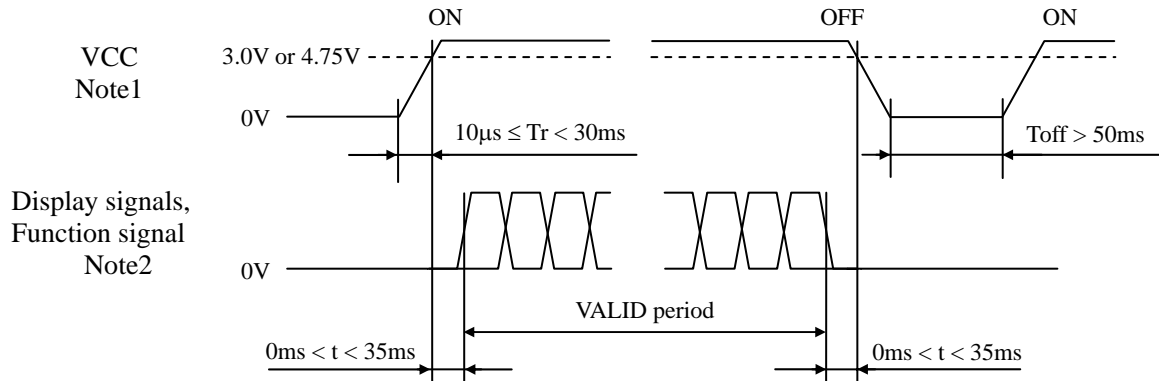 ON OFF ON
VCC
Note1
3.0V or 4.75V
0V
10μs ≤ Tr < 30ms
Toff > 50ms
Display signals,
Function signal
Note2
0V
VALID period
0ms < t < 35ms
0ms < t < 35ms